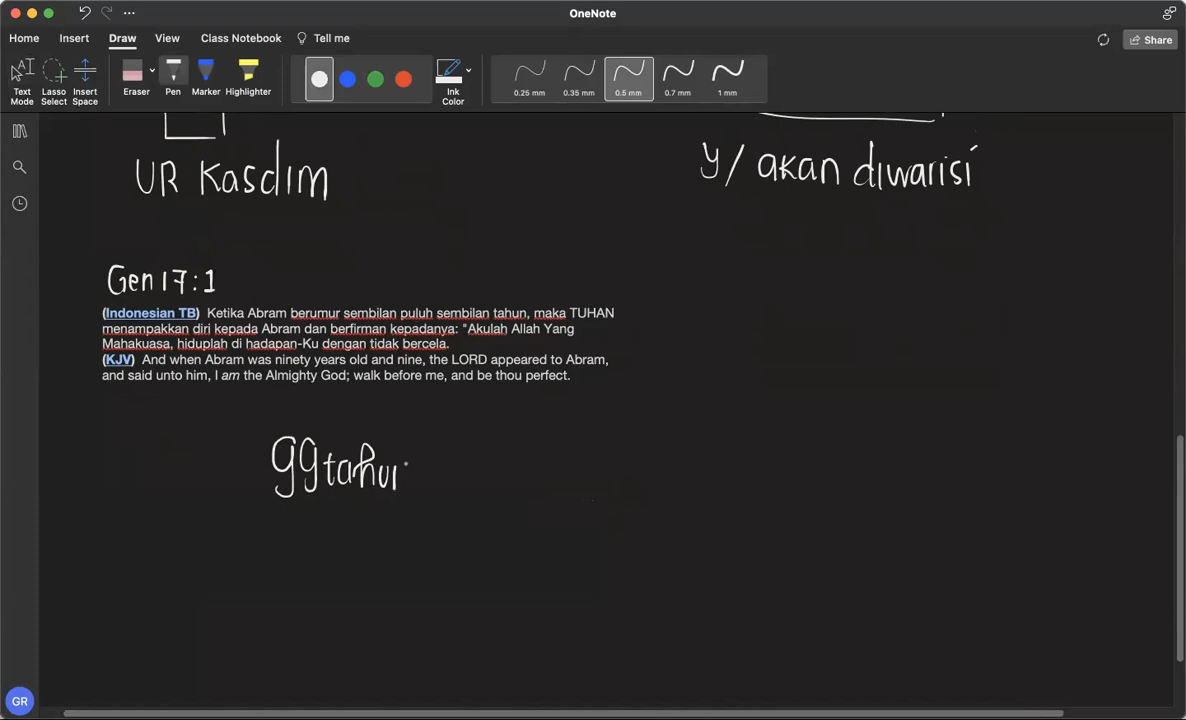 OneNote
Home Insert Draw View Class Notebook Tell me
Share
Text Mode
Lasso Select
Insert Space
Eraser
Pen
Marker
Highlighter
Ink Color
0.25 mm
0.35 mm
0.5 mm
0.7 mm
1 mm
UR Kasdim
y/ akan diwarisi
Gen 17:1
(Indonesian TB) Ketika Abram berumur sembilan puluh sembilan tahun, maka TUHAN
menampakkan diri kepada Abram dan berfirman kepadanya: "Akulah Allah Yang
Mahakuasa, hiduplah di hadapan-Ku dengan tidak bercela.
(KJV) And when Abram was ninety years old and nine, the LORD appeared to Abram,
and said unto him, I am the Almighty God; walk before me, and be thou perfect.
99 tahu
GR